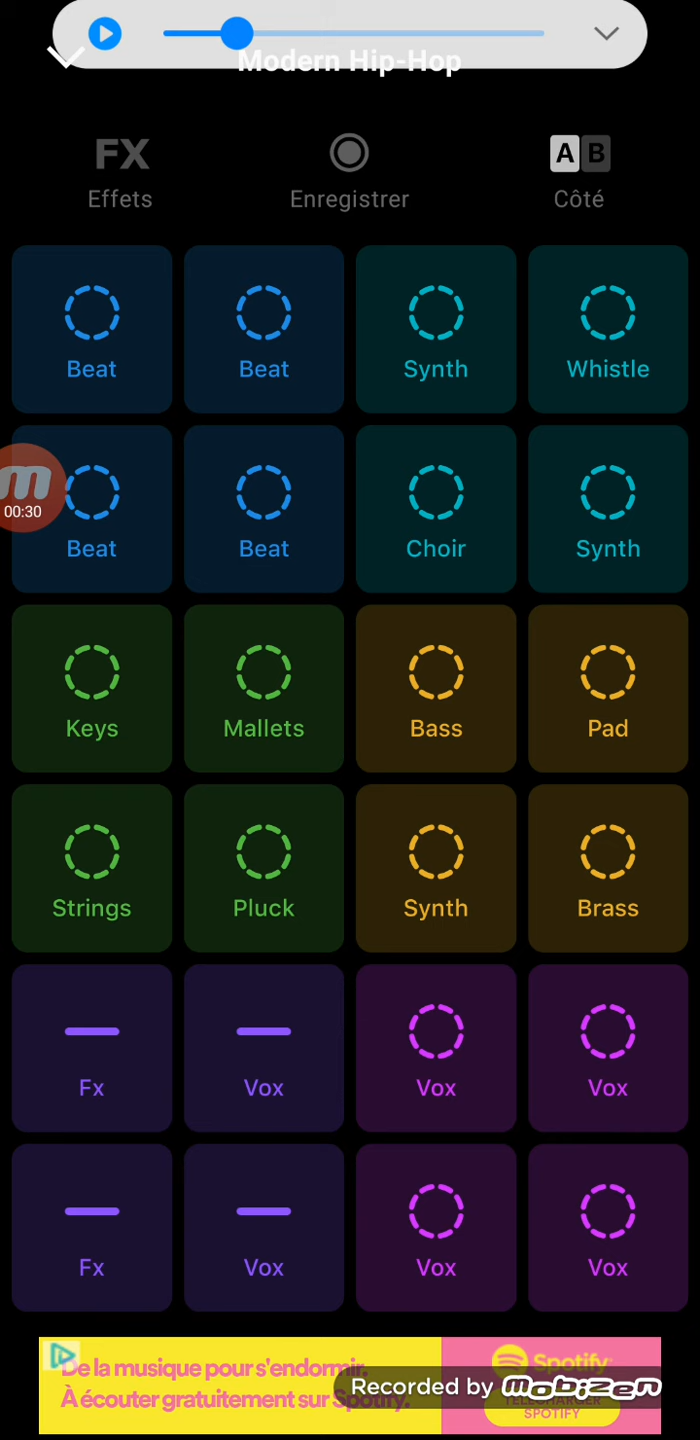 Modern Hip-Hop
FX
A B
Effets
Enregistrer
Côté
Beat
Beat
Synth
Whistle
00:30
Beat
Beat
Choir
Synth
Keys
Mallets
Bass
Pad
Strings
Pluck
Synth
Brass
Fx
Vox
Vox
Vox
Fx
Vox
Vox
Vox
De la musique pour s'endormir.
À écouter gratuitement sur Spotify.
Spotify
Recorded by mobizen
TÉLÉCHARGER
SPOTIFY